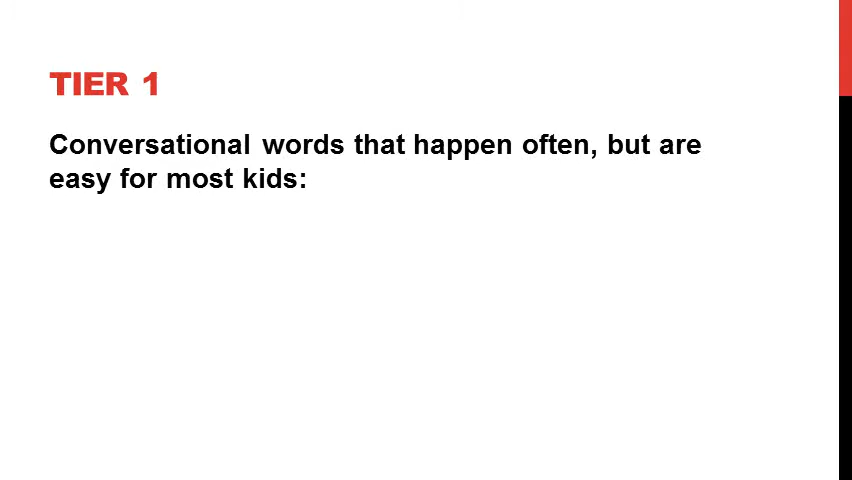 TIER 1
Conversational words that happen often, but are
easy for most kids: